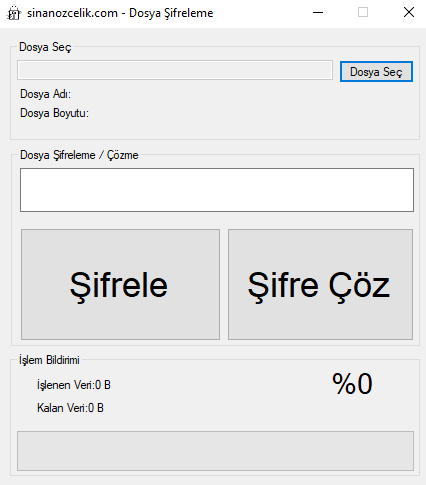 sinanozcelik.com - Dosya Şifreleme
Dosya Seç
Dosya Seç
Dosya Adı:
Dosya Boyutu:
Dosya Şifreleme / Çözme
Şifrele
Şifre Çöz
İşlem Bildirimi
İşlenen Veri:0 B
%0
Kalan Veri:0 B